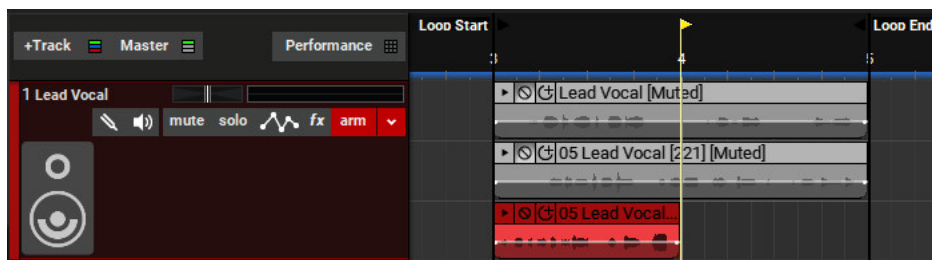 Loop Start
Loop End
+Track Master Performance
3 4 5
1 Lead Vocal
mute solo fx arm
Lead Vocal [Muted]
05 Lead Vocal [221] [Muted]
05 Lead Vocal...